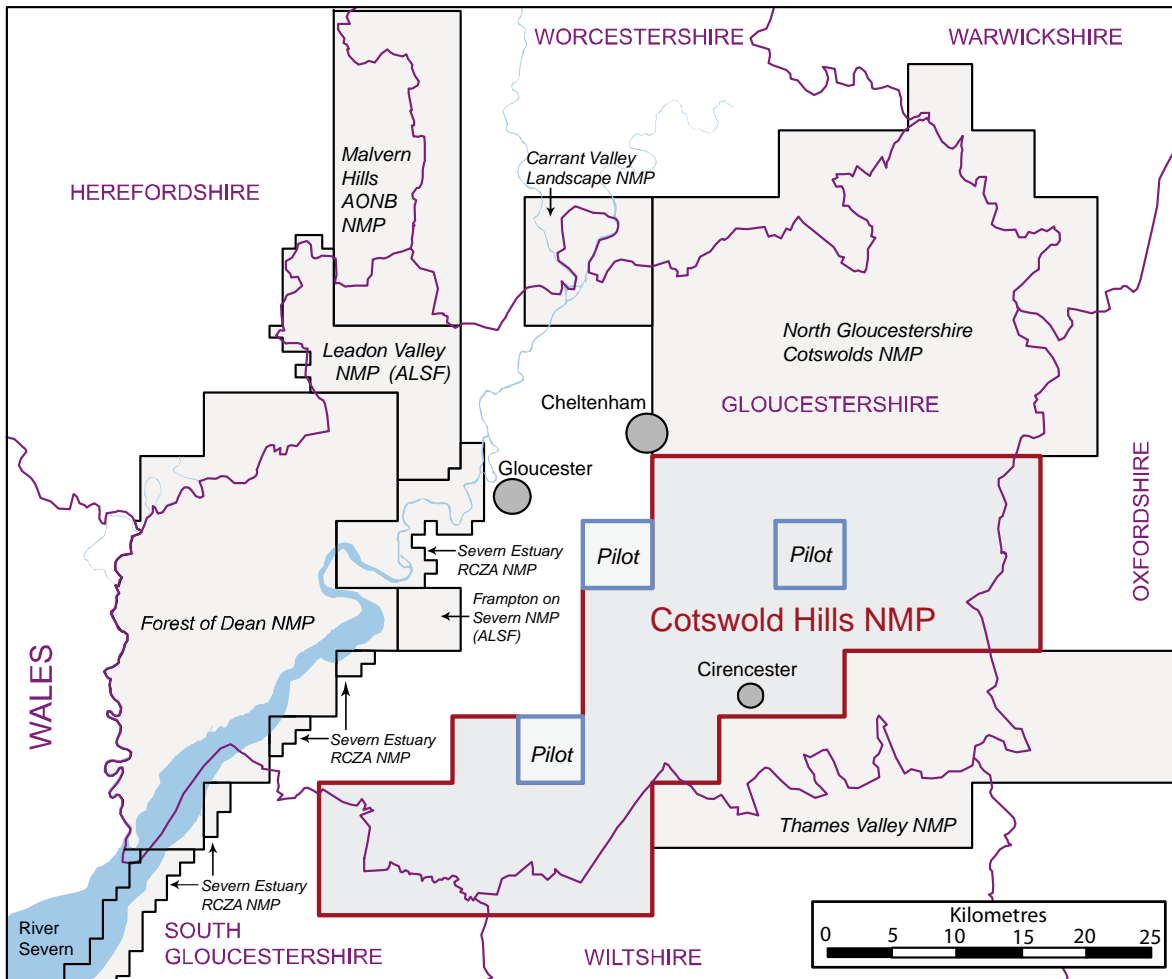 WORCESTERSHIRE
WARWICKSHIRE
Malvern
Hills
AONB
NMP
Carrant Valley
Landscape NMP
HEREFORDSHIRE
North Gloucestershire
Cotswolds NMP
Leadon Valley
NMP (ALSF)
Cheltenham
GLOUCESTERSHIRE
Gloucester
OXFORDSHIRE
Pilot
Pilot
Severn Estuary
RCZA NMP
Frampton on
Severn NMP
(ALSF)
Forest of Dean NMP
Cotswold Hills NMP
Cirencester
WALES
Severn Estuary
RCZA NMP
Pilot
Thames Valley NMP
Severn Estuary
RCZA NMP
River
Severn
SOUTH
GLOUCESTERSHIRE
WILTSHIRE
Kilometres
0 5 10 15 20 25